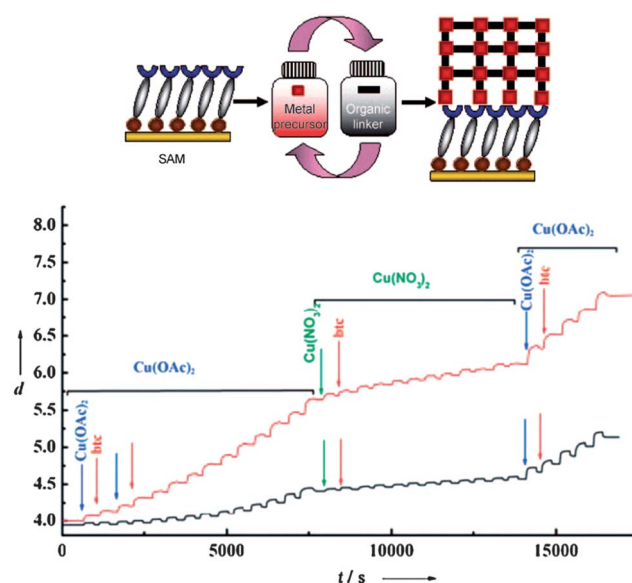 SAM
Metal
precursor
Organic
linker
8.0
7.5
7.0
6.5
6.0
5.5
5.0
4.5
4.0
d
Cu(OAc)₂
Cu(OAc)₂
btc
Cu(NO₃)₂
Cu(NO₃)₂
btc
Cu(OAc)₂
Cu(OAc)₂
btc
0
5000
10000
15000
t / s